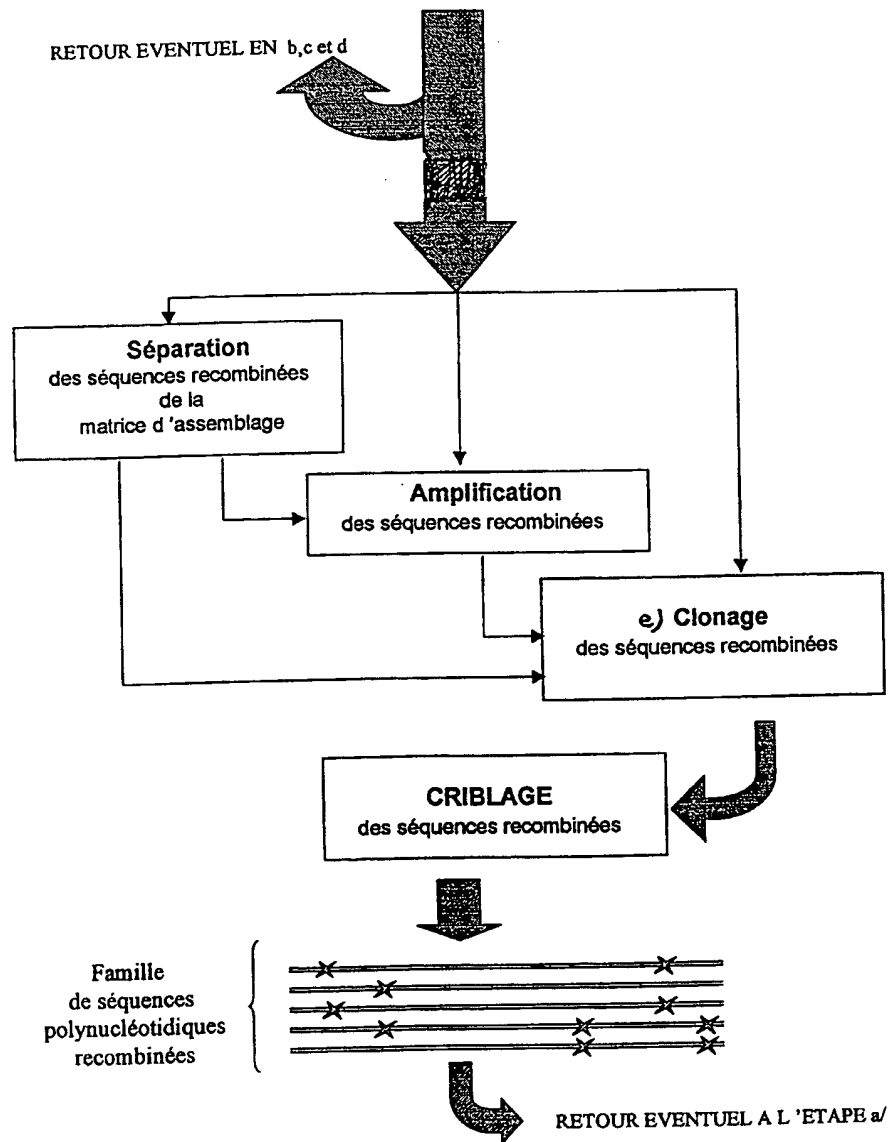 RETOUR EVENTUEL EN b,c et d
Séparation
des séquences recombinées
de la
matrice d 'assemblage
Amplification
des séquences recombinées
e) Clonage
des séquences recombinées
CRIBLAGE
des séquences recombinées
Famille
de séquences
polynucléotidiques
recombinées
RETOUR EVENTUEL A L 'ETAPE a/